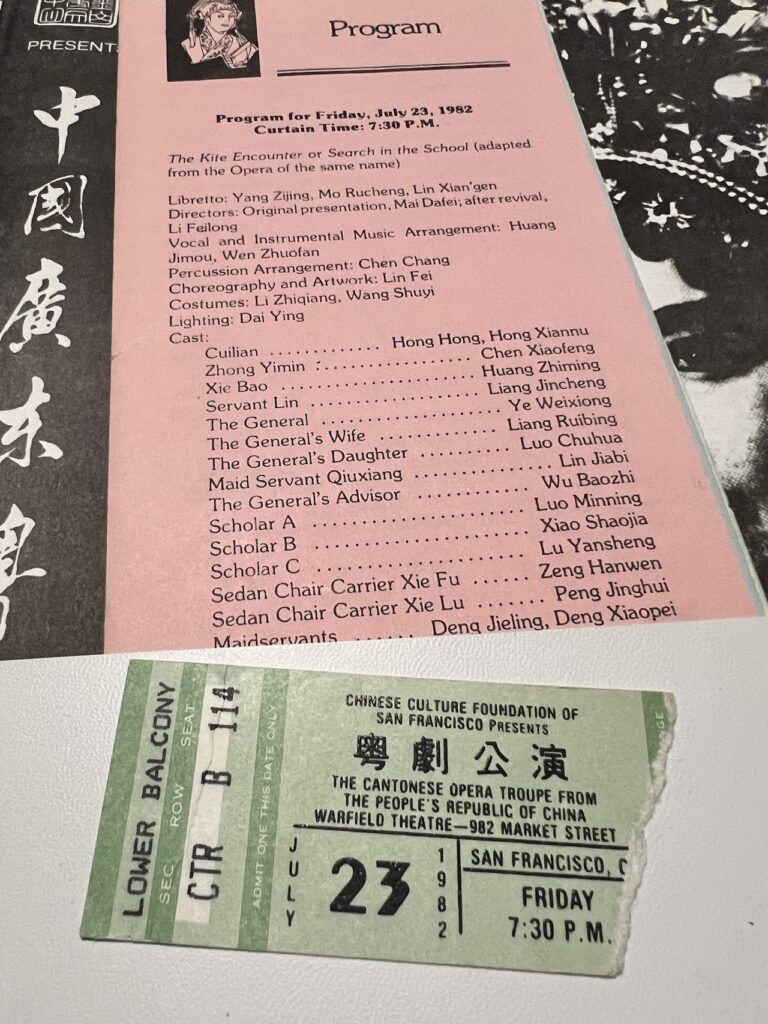 PRESENT
中
國
廣
东
粤
Program
Program for Friday, July 23, 1982
Curtain Time: 7:30 P.M.
The Kite Encounter or Search in the School (adapted
from the Opera of the same name)
Libretto: Yang Zijing, Mo Rucheng, Lin Xian'gen
Directors: Original presentation, Mai Dafei; after revival,
Li Feilong
Vocal and Instrumental Music Arrangement: Huang
Jimou, Wen Zhuofan
Percussion Arrangement: Chen Chang
Choreography and Artwork: Lin Fei
Costumes: Li Zhiqiang, Wang Shuyi
Lighting: Dai Ying
Cast:
Cuilian ............ Hong Hong, Hong Xiannu
Zhong Yimin .................. Chen Xiaofeng
Xie Bao ...................... Huang Zhiming
Servant Lin .................. Liang Jincheng
The General .................. Ye Weixiong
The General's Wife ............ Liang Ruibing
The General's Daughter .......... Luo Chuhua
Maid Servant Qiuxiang ............ Lin Jiabi
The General's Advisor ............ Wu Baozhi
Scholar A ...................... Luo Minning
Scholar B ...................... Xiao Shaojia
Scholar C ...................... Lu Yansheng
Sedan Chair Carrier Xie Fu ...... Zeng Hanwen
Sedan Chair Carrier Xie Lu ....... Peng Jinghui
Maidservants ...... Deng Jieling, Deng Xiaopei
LOWER BALCONY
SEC ROW SEAT
CTR B 114
ADMIT ONE THIS DATE ONLY
CHINESE CULTURE FOUNDATION OF
SAN FRANCISCO PRESENTS
粵劇公演
THE CANTONESE OPERA TROUPE FROM
THE PEOPLE'S REPUBLIC OF CHINA
WARFIELD THEATRE—982 MARKET STREET
JULY
23
1982
SAN FRANCISCO, C
FRIDAY
7:30 P.M.